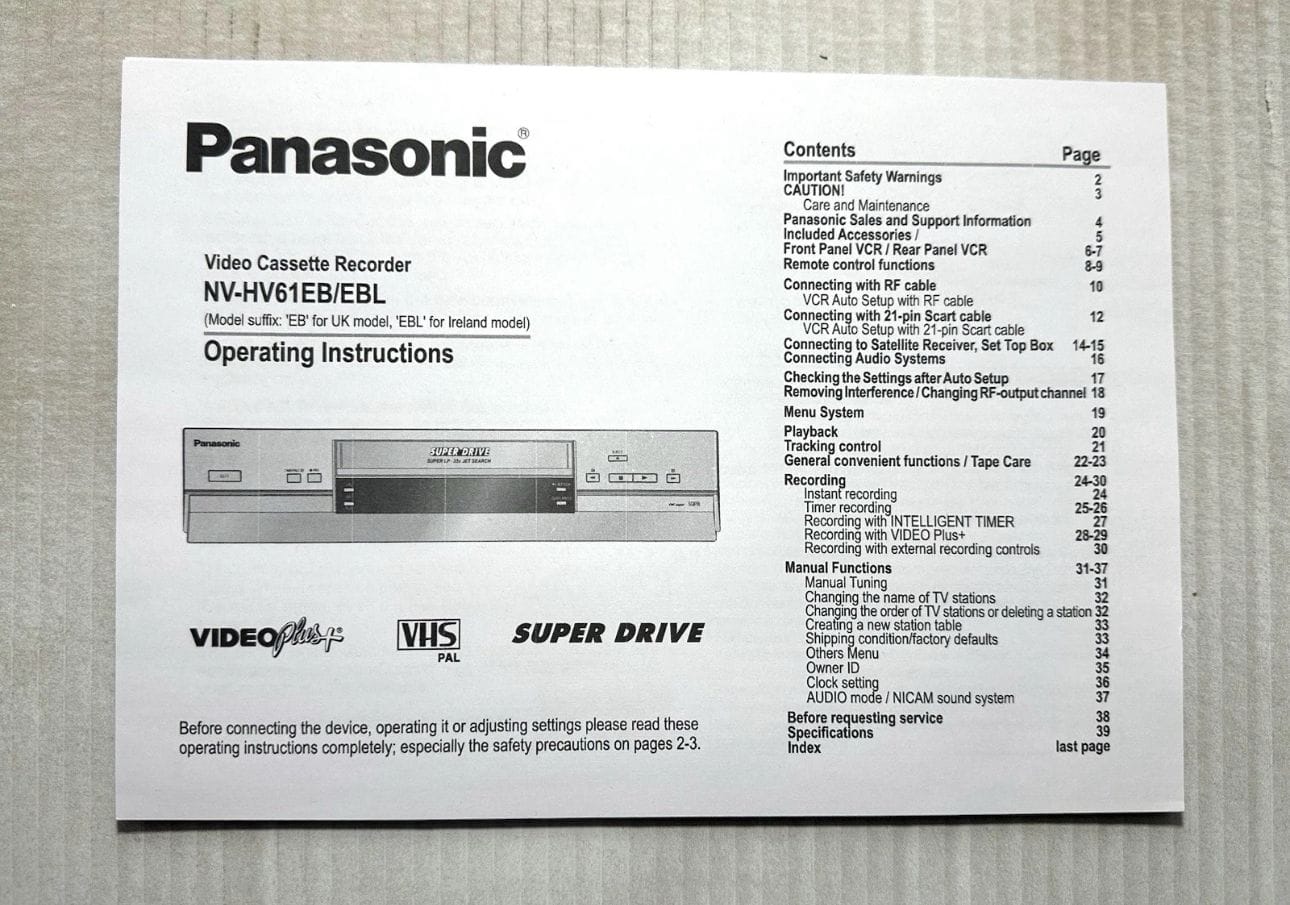 Panasonic®
Video Cassette Recorder
NV-HV61EB/EBL
(Model suffix: 'EB' for UK model, 'EBL' for Ireland model)
Operating Instructions
Panasonic
SUPER DRIVE
SUPER LP · 35x JET SEARCH
EJECT
VIDEO Plus+®
VHS
PAL
SUPER DRIVE
Before connecting the device, operating it or adjusting settings please read these
operating instructions completely; especially the safety precautions on pages 2-3.
Contents Page
Important Safety Warnings 2
CAUTION! 3
Care and Maintenance
Panasonic Sales and Support Information 4
Included Accessories / 5
Front Panel VCR / Rear Panel VCR 6-7
Remote control functions 8-9
Connecting with RF cable 10
VCR Auto Setup with RF cable
Connecting with 21-pin Scart cable 12
VCR Auto Setup with 21-pin Scart cable
Connecting to Satellite Receiver, Set Top Box 14-15
Connecting Audio Systems 16
Checking the Settings after Auto Setup 17
Removing Interference / Changing RF-output channel 18
Menu System 19
Playback 20
Tracking control 21
General convenient functions / Tape Care 22-23
Recording 24-30
Instant recording 24
Timer recording 25-26
Recording with INTELLIGENT TIMER 27
Recording with VIDEO Plus+ 28-29
Recording with external recording controls 30
Manual Functions 31-37
Manual Tuning 31
Changing the name of TV stations 32
Changing the order of TV stations or deleting a station 32
Creating a new station table 33
Shipping condition/factory defaults 33
Others Menu 34
Owner ID 35
Clock setting 36
AUDIO mode / NICAM sound system 37
Before requesting service 38
Specifications 39
Index last page